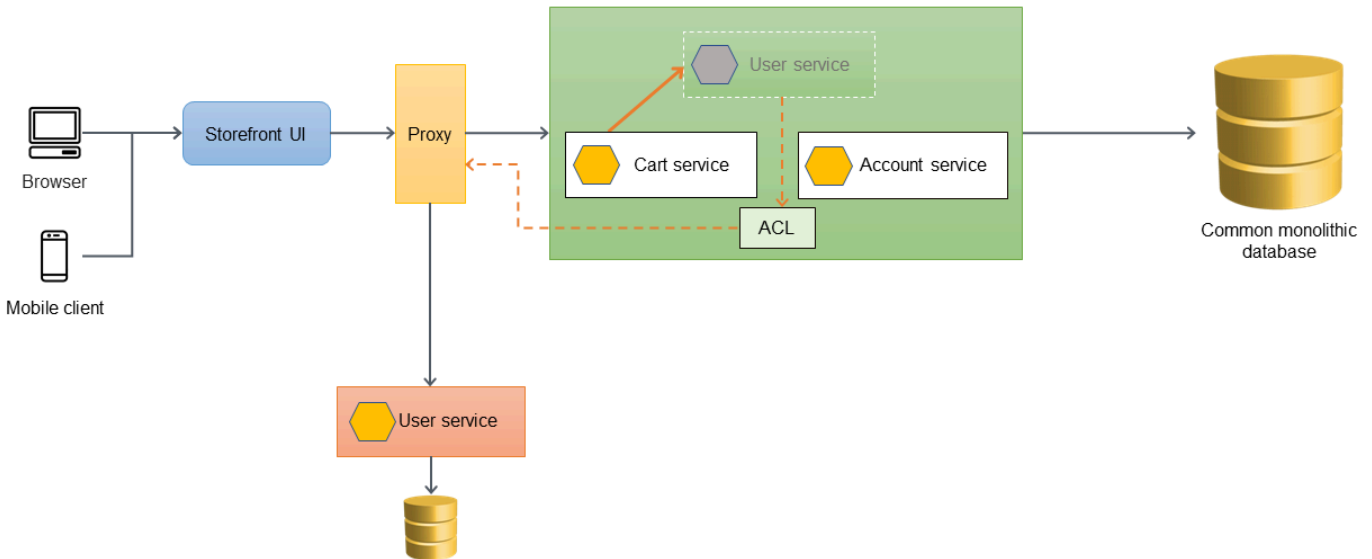 User service
Storefront UI
Proxy
Cart service
Account service
Browser
ACL
Common monolithic
database
Mobile client
User service